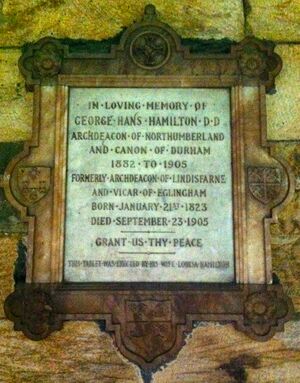 IN · LOVING · MEMORY · OF
GEORGE · HANS · HAMILTON · D·D
ARCHDEACON · OF · NORTHUMBERLAND
AND · CANON · OF · DURHAM
1882 · TO · 1905
FORMERLY · ARCHDEACON · OF · LINDISFARNE
AND · VICAR · OF · EGLINGHAM
BORN · JANUARY · 21ST · 1823
DIED · SEPTEMBER · 23 · 1905
GRANT · US · THY · PEACE
THIS · TABLET · WAS · ERECTED · BY · HIS · WIFE · LOUISA · HAMILTON